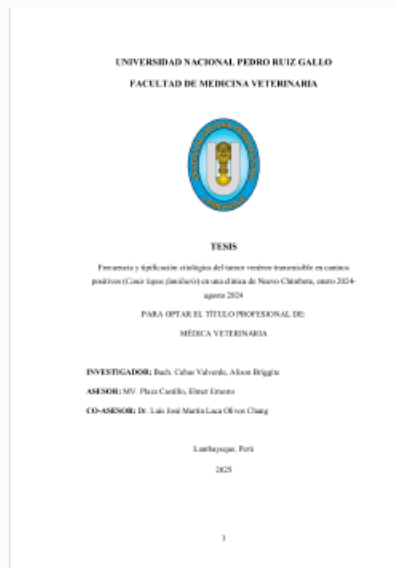 UNIVERSIDAD NACIONAL PEDRO RUIZ GALLO
FACULTAD DE MEDICINA VETERINARIA
TESIS
Frecuencia y tipificación citológica del tumor venéreo transmisible en caninos
positivos (Canis lupus familiaris) en una clínica de Nuevo Chimbote, enero 2024-
agosto 2024
PARA OPTAR EL TÍTULO PROFESIONAL DE:
MÉDICA VETERINARIA
INVESTIGADOR: Bach. Cubas Valverde, Alison Briggite
ASESOR: MV. Plaza Castillo, Elmer Ernesto
CO-ASESOR: Dr. Luis José Martín Laca Olivos Chang
Lambayeque, Perú
2025
1